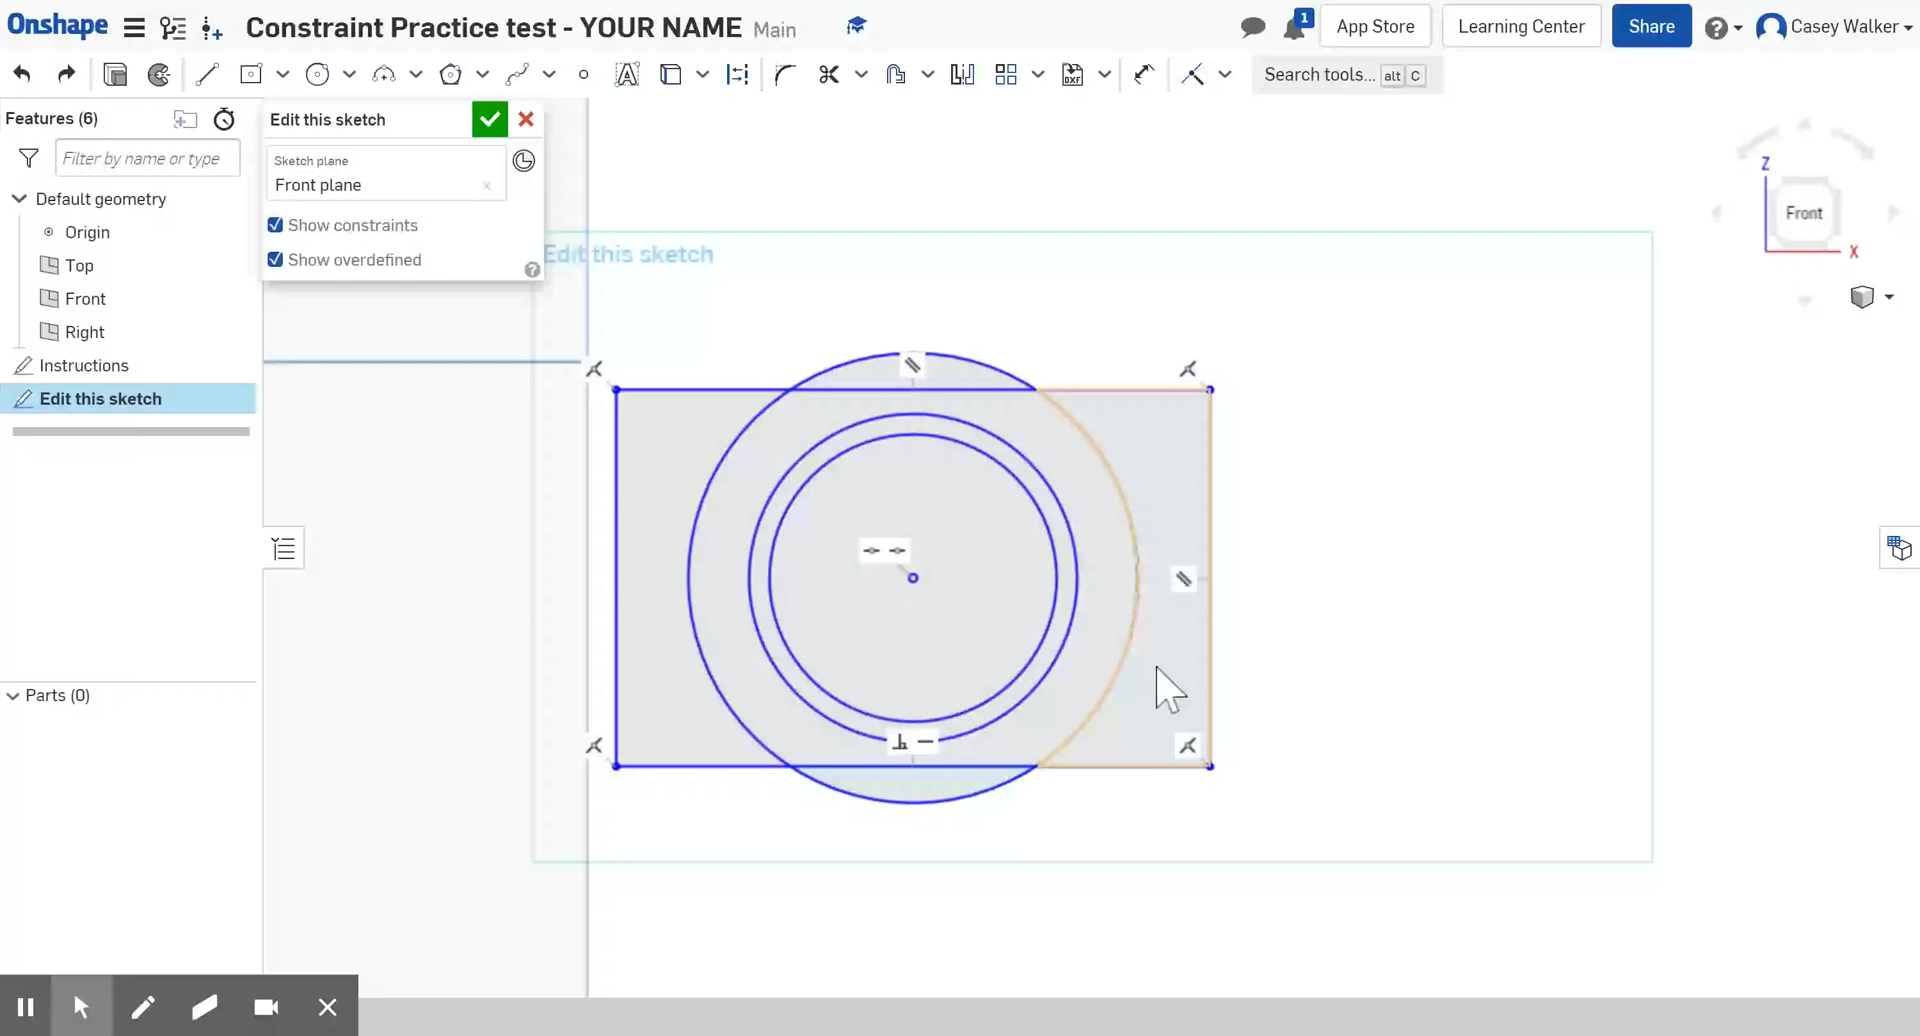 Onshape
Constraint Practice test - YOUR NAME Main
1
App Store
Learning Center
Share
Casey Walker
Search tools... alt C
Features (6)
Filter by name or type
Default geometry
Origin
Top
Front
Right
Instructions
Edit this sketch
Parts (0)
Edit this sketch
Sketch plane
Front plane
Show constraints
Show overdefined
Edit this sketch
Z
Front
X